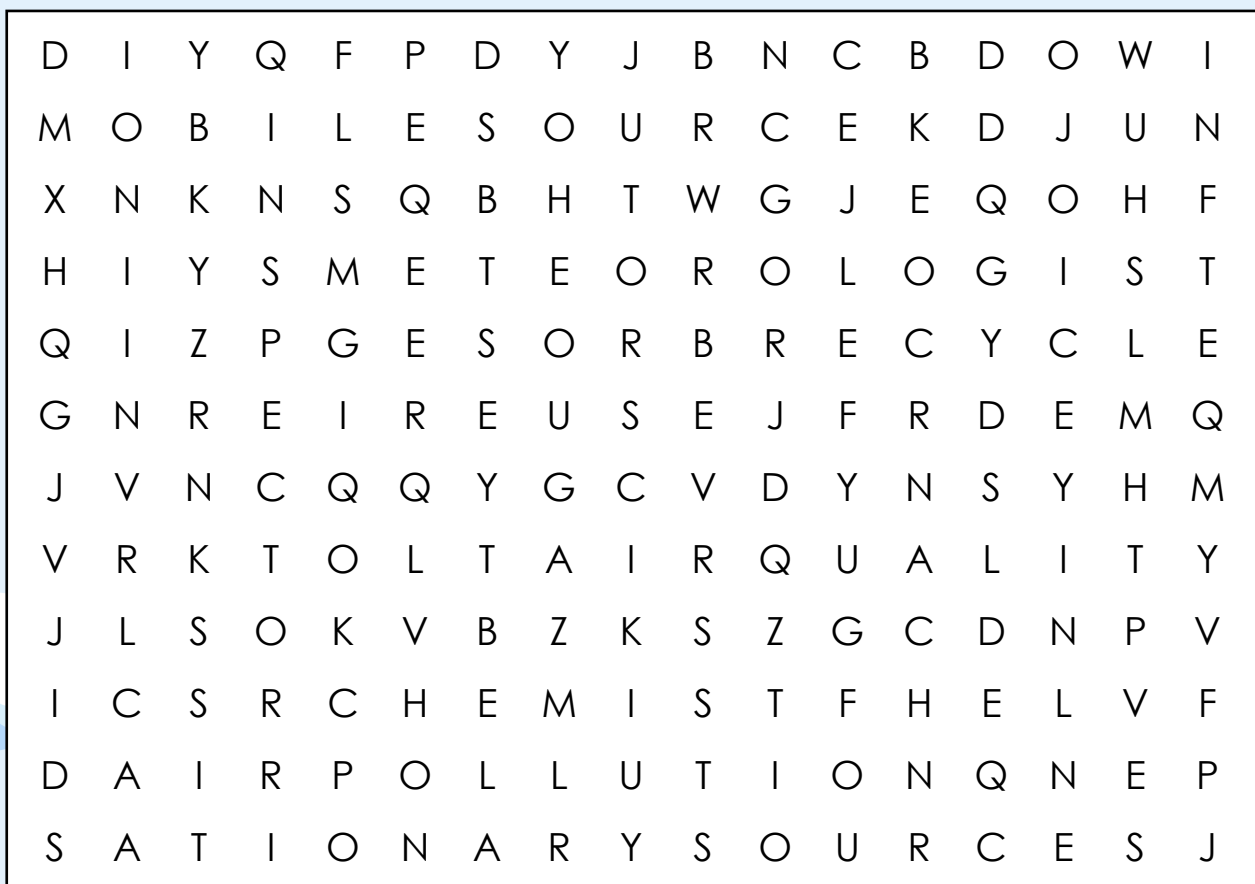 D I Y Q F P D Y J B N C B D O W I
M O B I L E S O U R C E K D J U N
X N K N S Q B H T W G J E Q O H F
H I Y S M E T E O R O L O G I S T
Q I Z P G E S O R B R E C Y C L E
G N R E I R E U S E J F R D E M Q
J V N C Q Q Y G C V D Y N S Y H M
V R K T O L T A I R Q U A L I T Y
J L S O K V B Z K S Z G C D N P V
I C S R C H E M I S T F H E L V F
D A I R P O L L U T I O N Q N E P
S A T I O N A R Y S O U R C E S J